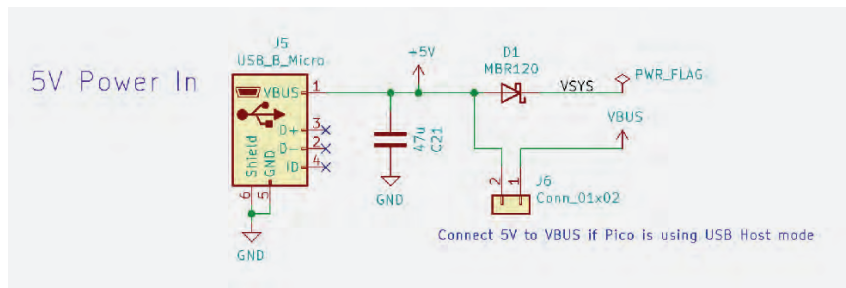 5V Power In
J5
USB_B_Micro
VBUS
1
D+
3
D-
2
ID
4
Shield
GND
6
5
GND
+5V
47u
C21
GND
D1
MBR120
VSYS
PWR_FLAG
VBUS
2
1
J6
Conn_01x02
Connect 5V to VBUS if Pico is using USB Host mode